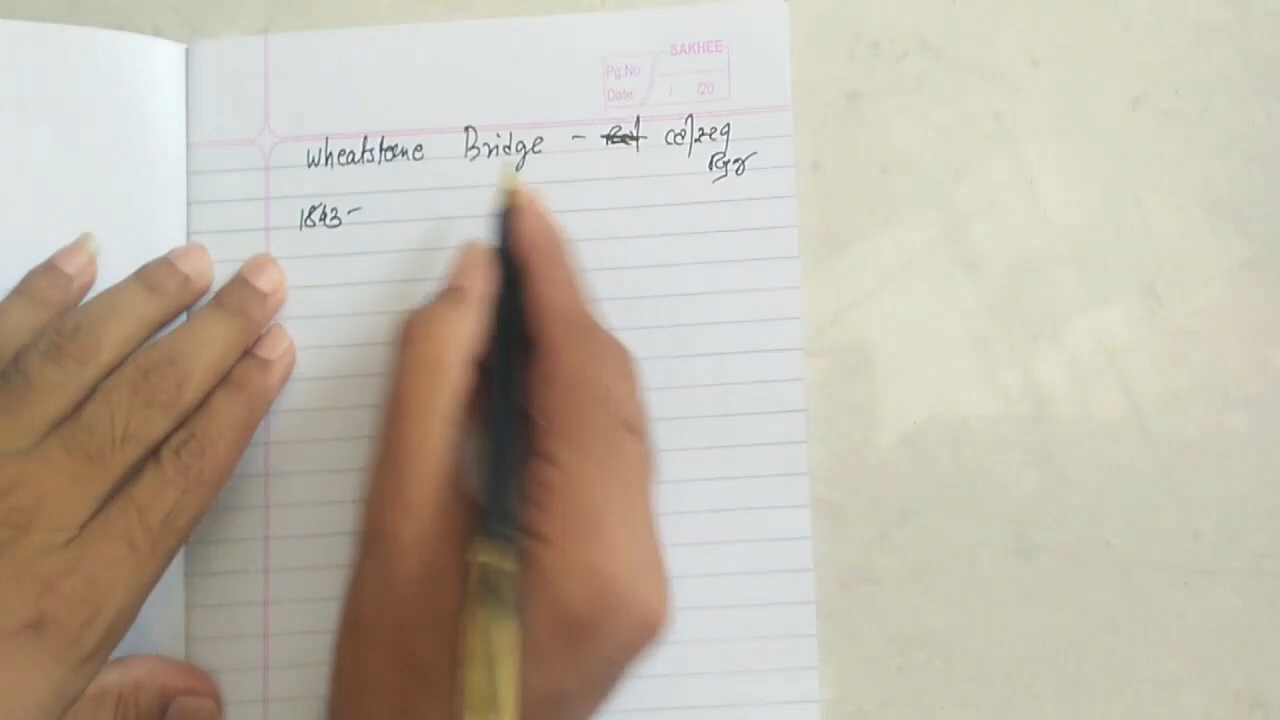 SAKHEE
Pg.No
Date / /20
Wheatstone Bridge -
1843 -